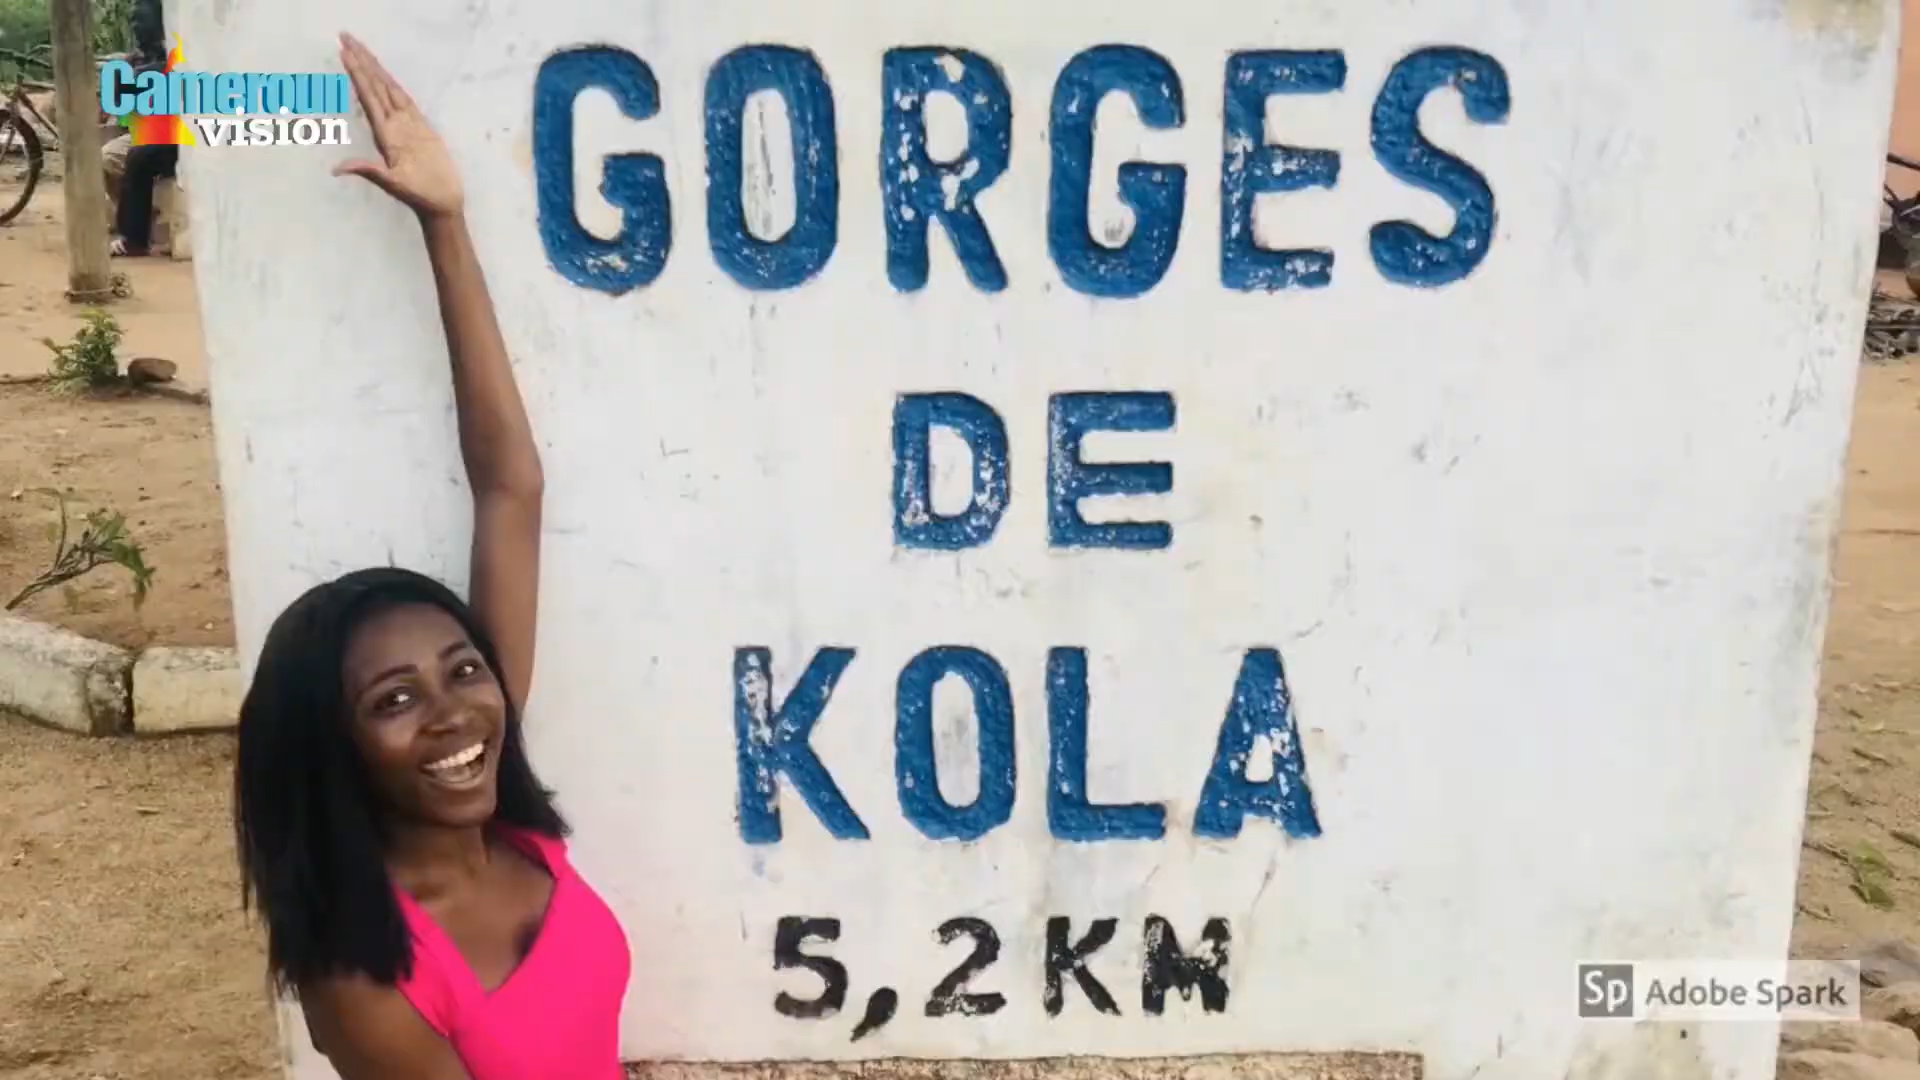 Cameroun
vision
GORGES
DE
KOLA
5,2KM
Sp Adobe Spark